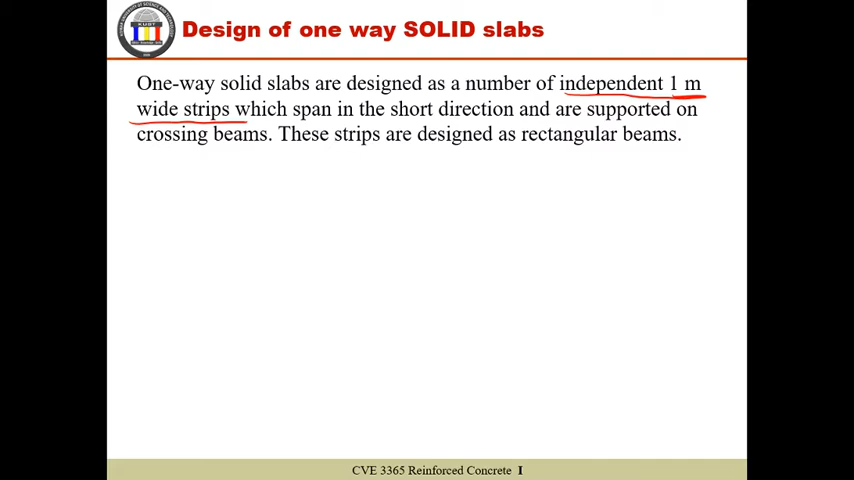 Design of one way SOLID slabs
One-way solid slabs are designed as a number of independent 1 m
wide strips which span in the short direction and are supported on
crossing beams. These strips are designed as rectangular beams.
CVE 3365 Reinforced Concrete I